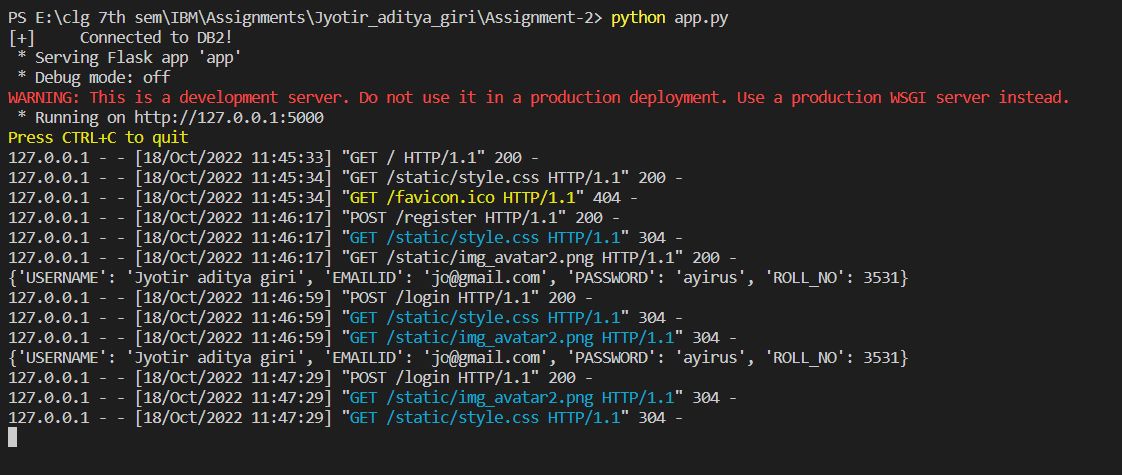 PS E:\clg 7th sem\IBM\Assignments\Jyotir_aditya_giri\Assignment-2> python app.py
[+]     Connected to DB2!
 * Serving Flask app 'app'
 * Debug mode: off
WARNING: This is a development server. Do not use it in a production deployment. Use a production WSGI server instead.
 * Running on http://127.0.0.1:5000
Press CTRL+C to quit
127.0.0.1 - - [18/Oct/2022 11:45:33] "GET / HTTP/1.1" 200 -
127.0.0.1 - - [18/Oct/2022 11:45:34] "GET /static/style.css HTTP/1.1" 200 -
127.0.0.1 - - [18/Oct/2022 11:45:34] "GET /favicon.ico HTTP/1.1" 404 -
127.0.0.1 - - [18/Oct/2022 11:46:17] "POST /register HTTP/1.1" 200 -
127.0.0.1 - - [18/Oct/2022 11:46:17] "GET /static/style.css HTTP/1.1" 304 -
127.0.0.1 - - [18/Oct/2022 11:46:17] "GET /static/img_avatar2.png HTTP/1.1" 200 -
{'USERNAME': 'Jyotir aditya giri', 'EMAILID': 'jo@gmail.com', 'PASSWORD': 'ayirus', 'ROLL_NO': 3531}
127.0.0.1 - - [18/Oct/2022 11:46:59] "POST /login HTTP/1.1" 200 -
127.0.0.1 - - [18/Oct/2022 11:46:59] "GET /static/style.css HTTP/1.1" 304 -
127.0.0.1 - - [18/Oct/2022 11:46:59] "GET /static/img_avatar2.png HTTP/1.1" 304 -
{'USERNAME': 'Jyotir aditya giri', 'EMAILID': 'jo@gmail.com', 'PASSWORD': 'ayirus', 'ROLL_NO': 3531}
127.0.0.1 - - [18/Oct/2022 11:47:29] "POST /login HTTP/1.1" 200 -
127.0.0.1 - - [18/Oct/2022 11:47:29] "GET /static/img_avatar2.png HTTP/1.1" 304 -
127.0.0.1 - - [18/Oct/2022 11:47:29] "GET /static/style.css HTTP/1.1" 304 -